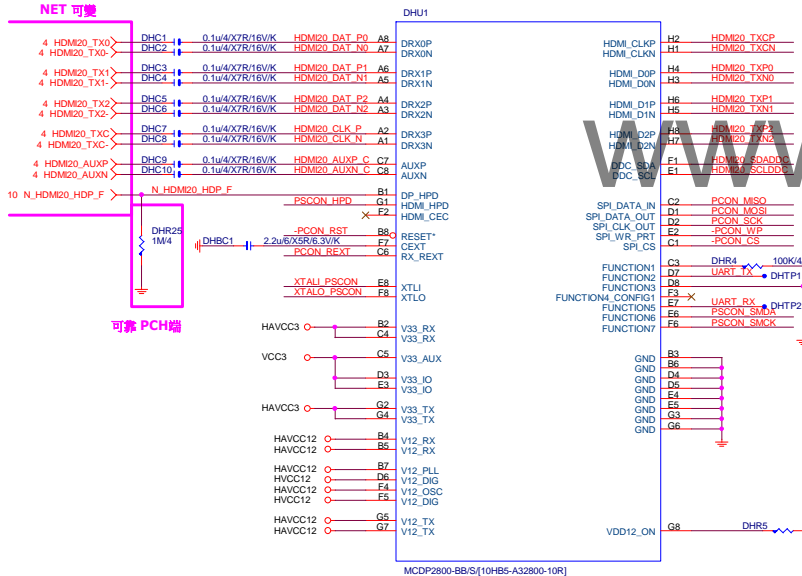 NET 可變
DHU1
4 HDMI20_TX0 DHC1 0.1u/4/X7R/16V/K HDMI20_DAT_P0 A8 DRX0P HDMI_CLKP H2 HDMI20_TXCP
4 HDMI20_TX0- DHC2 0.1u/4/X7R/16V/K HDMI20_DAT_N0 A7 DRX0N HDMI_CLKN H1 HDMI20_TXCN
4 HDMI20_TX1 DHC3 0.1u/4/X7R/16V/K HDMI20_DAT_P1 A6 DRX1P HDMI_D0P H4 HDMI20_TXP0
4 HDMI20_TX1- DHC4 0.1u/4/X7R/16V/K HDMI20_DAT_N1 A5 DRX1N HDMI_D0N H3 HDMI20_TXN0
4 HDMI20_TX2 DHC5 0.1u/4/X7R/16V/K HDMI20_DAT_P2 A4 DRX2P HDMI_D1P H6 HDMI20_TXP1
4 HDMI20_TX2- DHC6 0.1u/4/X7R/16V/K HDMI20_DAT_N2 A3 DRX2N HDMI_D1N H5 HDMI20_TXN1
4 HDMI20_TXC DHC7 0.1u/4/X7R/16V/K HDMI20_CLK_P A2 DRX3P HDMI_D2P H8 HDMI20_TXP2
4 HDMI20_TXC- DHC8 0.1u/4/X7R/16V/K HDMI20_CLK_N A1 DRX3N HDMI_D2N H7 HDMI20_TXN2
4 HDMI20_AUXP DHC9 0.1u/4/X7R/16V/K HDMI20_AUXP_C C7 AUXP DDC_SDA F1 HDMI20_SDADDC
4 HDMI20_AUXN DHC10 0.1u/4/X7R/16V/K HDMI20_AUXN_C C8 AUXN DDC_SCL E1 HDMI20_SCLDDC
WWW
10 N_HDMI20_HDP_F N_HDMI20_HDP_F B1 DP_HPD
PSCON_HPD G1 HDMI_HPD SPI_DATA_IN C2 PCON_MISO
F2 HDMI_CEC SPI_DATA_OUT D1 PCON_MOSI
SPI_CLK_OUT D2 PCON_SCK
-PCON_RST B8 RESET* SPI_WR_PRT E2 -PCON_WP
DHR25 DHBC1 2.2u/6/X5R/6.3V/K F7 CEXT SPI_CS C1 -PCON_CS
1M/4 PCON_REXT C6 RX_REXT
FUNCTION1 C3 DHR4 100K/4
FUNCTION2 D7 UART_TX DHTP1
XTALI_PSCON E8 XTLI FUNCTION3 D8
XTALO_PSCON F8 XTLO FUNCTION4_CONFIG1 F3
FUNCTION5 E7 UART_RX DHTP2
FUNCTION6 E6 PSCON_SMDA
可靠 PCH端
HAVCC3 B2 V33_RX FUNCTION7 F6 PSCON_SMCK
C4 V33_RX
VCC3 C5 V33_AUX GND B3
GND B6
D3 V33_IO GND D4
E3 V33_IO GND D5
GND E4
HAVCC3 G2 V33_TX GND E5
G4 V33_TX GND G3
GND G6
HAVCC12 B4 V12_RX
HAVCC12 B5 V12_RX
HAVCC12 B7 V12_PLL
HVCC12 D6 V12_DIG
HAVCC12 F4 V12_OSC
HVCC12 F5 V12_DIG
HAVCC12 G5 V12_TX
HAVCC12 G7 V12_TX VDD12_ON G8 DHR5
MCDP2800-BB/S/[10HB5-A32800-10R]